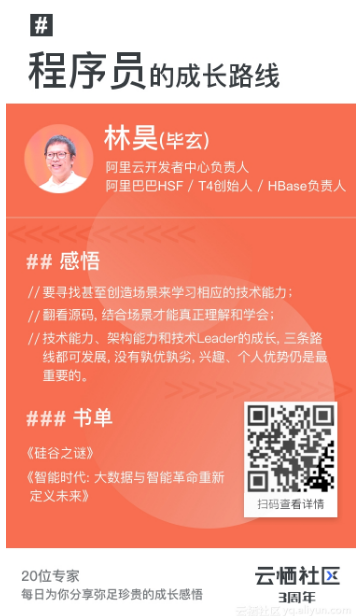 #
程序员的成长路线
林昊(毕玄)
阿里云开发者中心负责人
阿里巴巴HSF / T4创始人 / HBase负责人
## 感悟
// 要寻找甚至创造场景来学习相应的技术能力；
// 翻看源码, 结合场景才能真正理解和学会；
// 技术能力、架构能力和技术Leader的成长, 三条路
线都可发展, 没有孰优孰劣, 兴趣、个人优势仍是最
重要的。
### 书单
《硅谷之谜》
《智能时代: 大数据与智能革命重新
定义未来》
扫码查看详情
20位专家
每日为你分享弥足珍贵的成长感悟
云栖社区
3周年
云栖社区 yq.aliyun.com